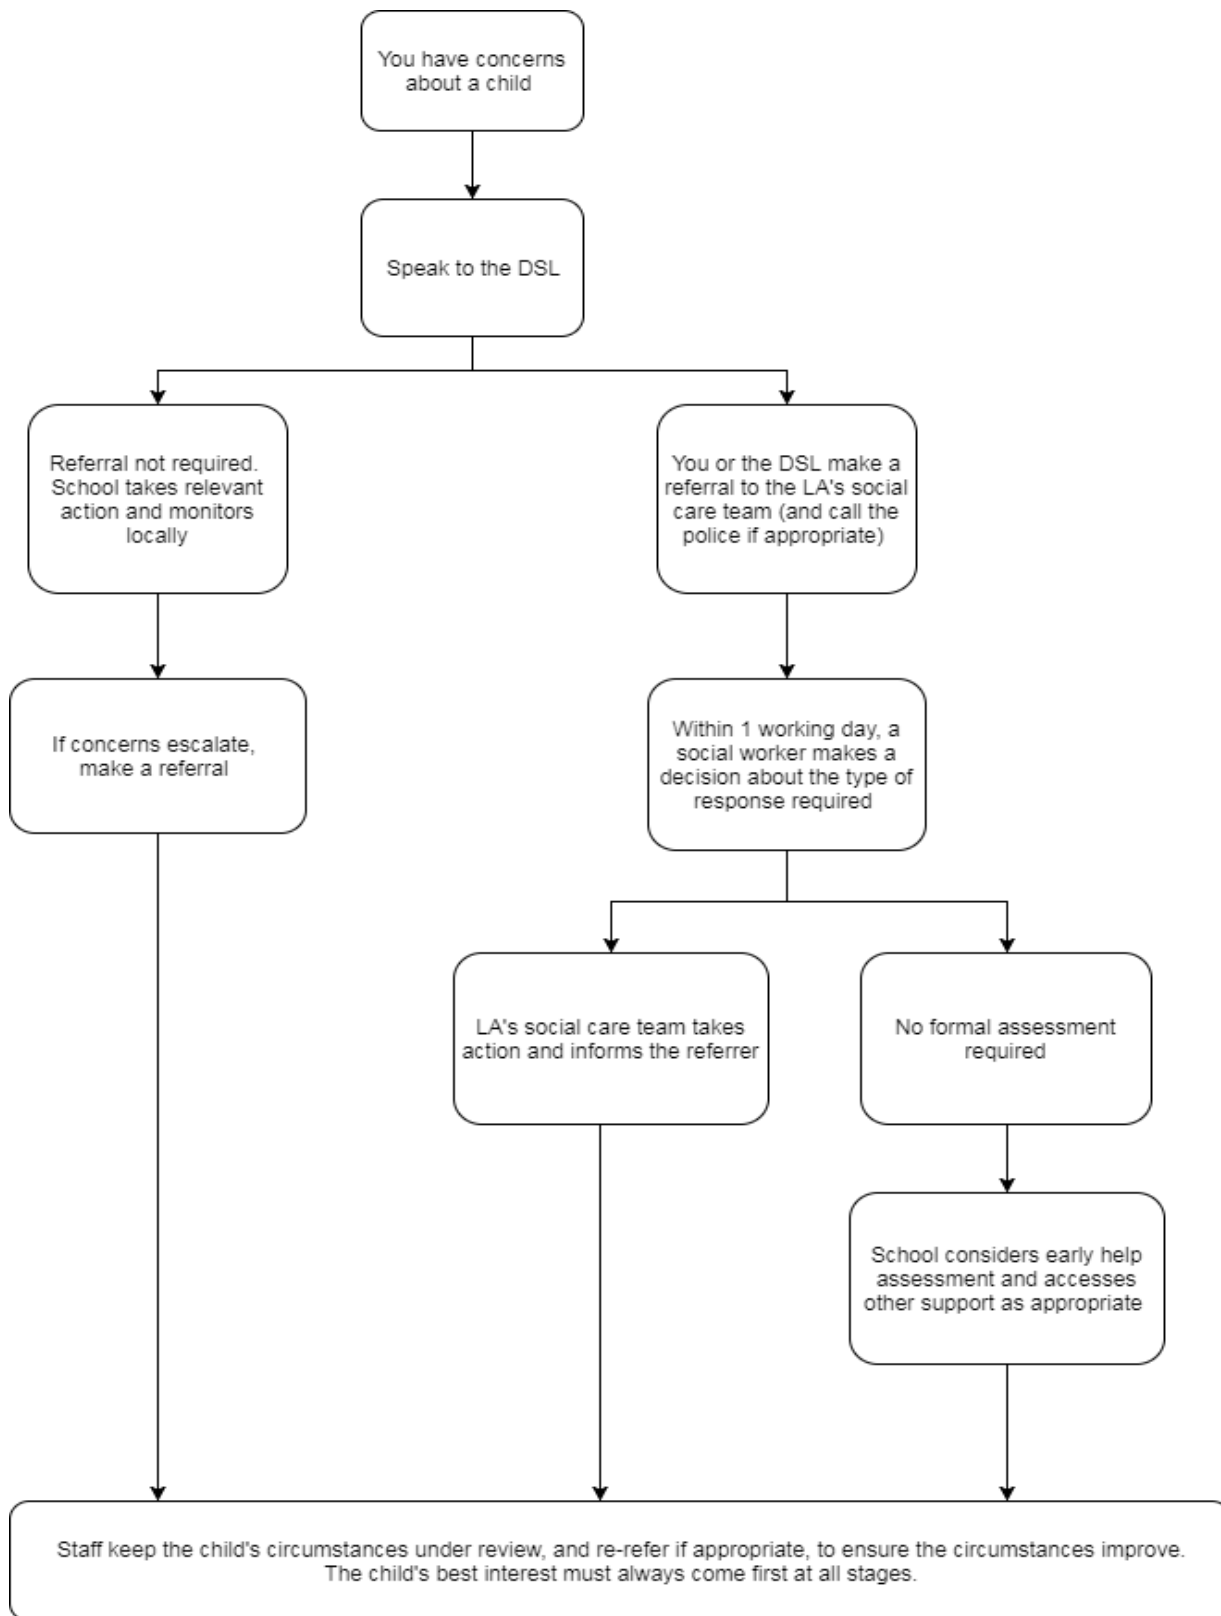 You have concerns
about a child
Speak to the DSL
Referral not required.
School takes relevant
action and monitors
locally
You or the DSL make a
referral to the LA's social
care team (and call the
police if appropriate)
If concerns escalate,
make a referral
Within 1 working day, a
social worker makes a
decision about the type of
response required
LA's social care team takes
action and informs the referrer
No formal assessment
required
School considers early help
assessment and accesses
other support as appropriate
Staff keep the child's circumstances under review, and re-refer if appropriate, to ensure the circumstances improve.
The child's best interest must always come first at all stages.